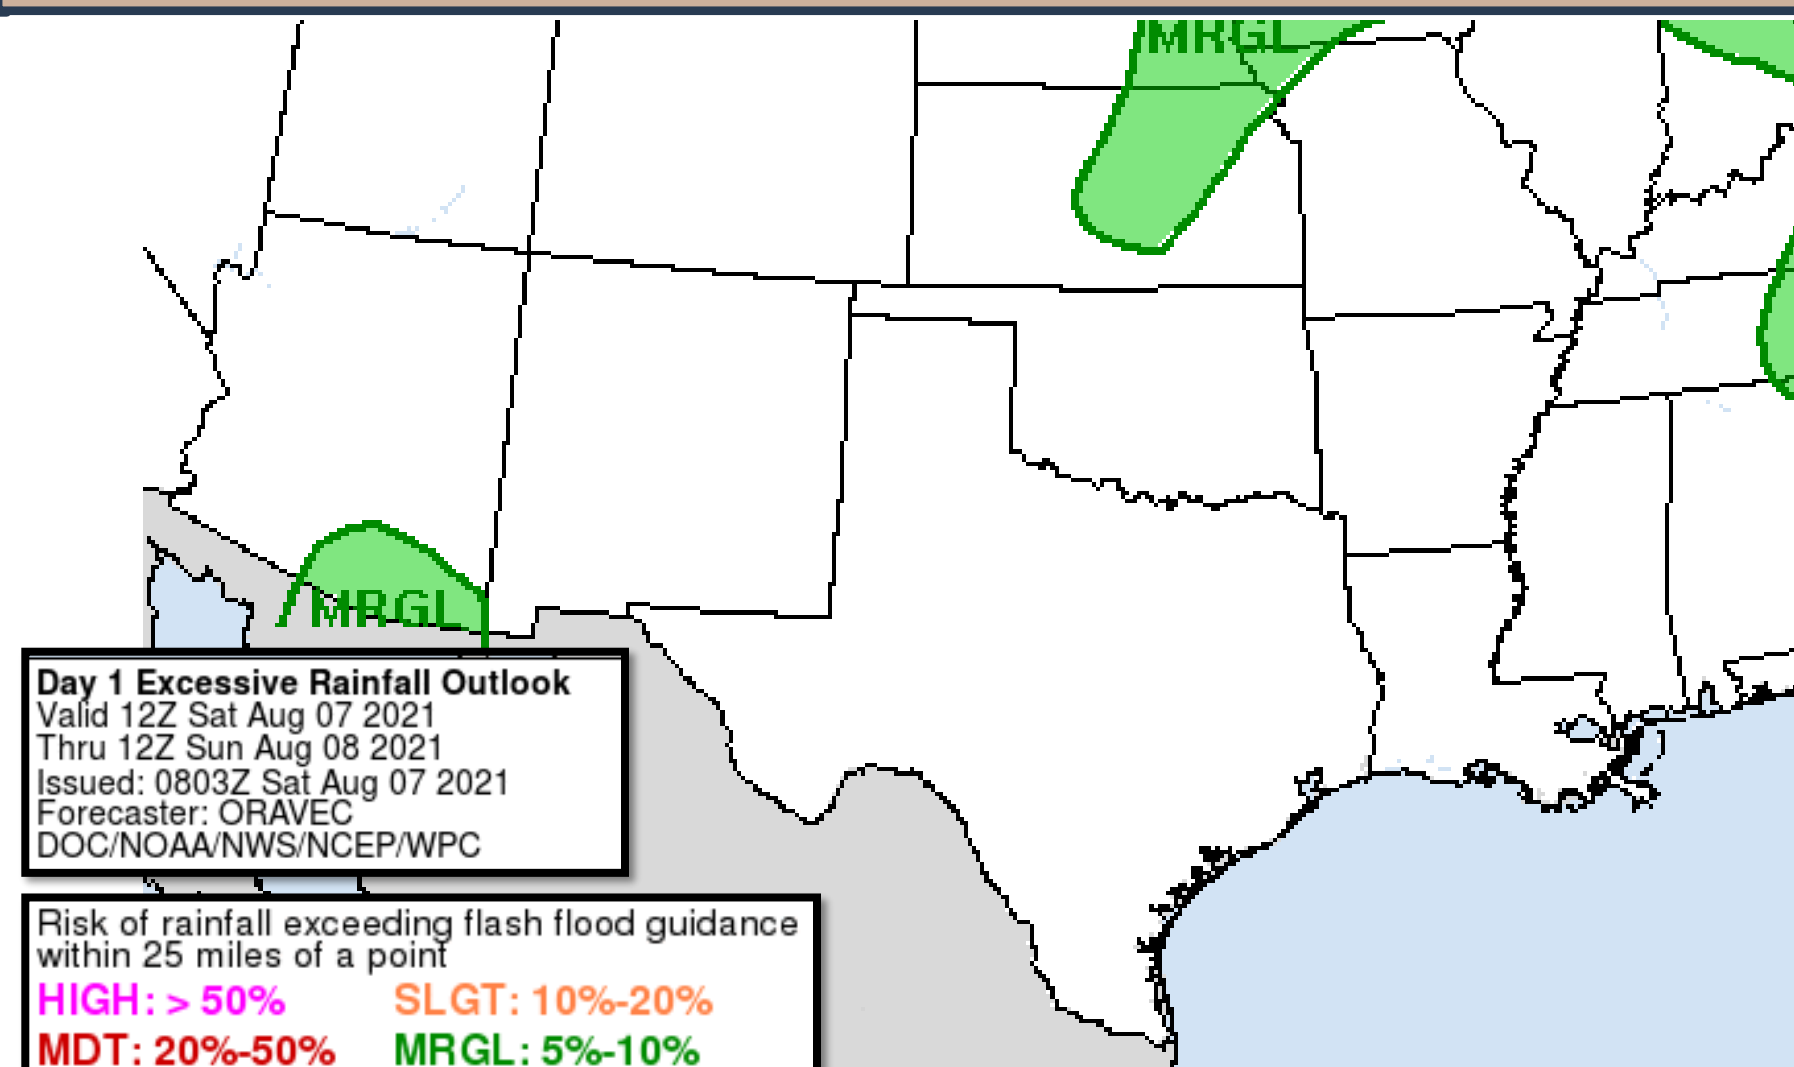 MRGL
MRGL
Day 1 Excessive Rainfall Outlook
Valid 12Z Sat Aug 07 2021
Thru 12Z Sun Aug 08 2021
Issued: 0803Z Sat Aug 07 2021
Forecaster: ORAVEC
DOC/NOAA/NWS/NCEP/WPC
Risk of rainfall exceeding flash flood guidance
within 25 miles of a point
HIGH: > 50% SLGT: 10%-20%
MDT: 20%-50% MRGL: 5%-10%